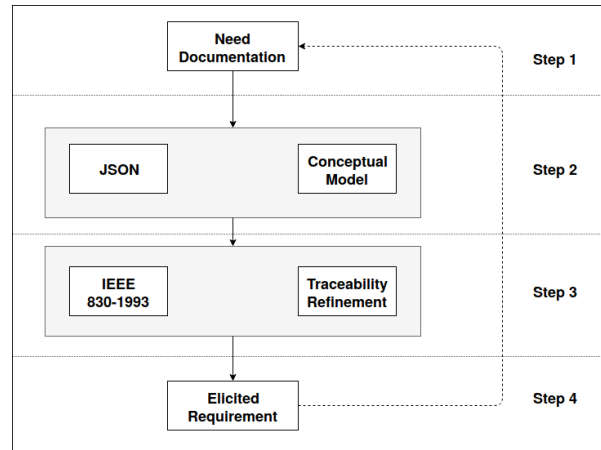 Need
Documentation
Step 1
JSON
Conceptual
Model
Step 2
IEEE
830-1993
Traceability
Refinement
Step 3
Elicited
Requirement
Step 4